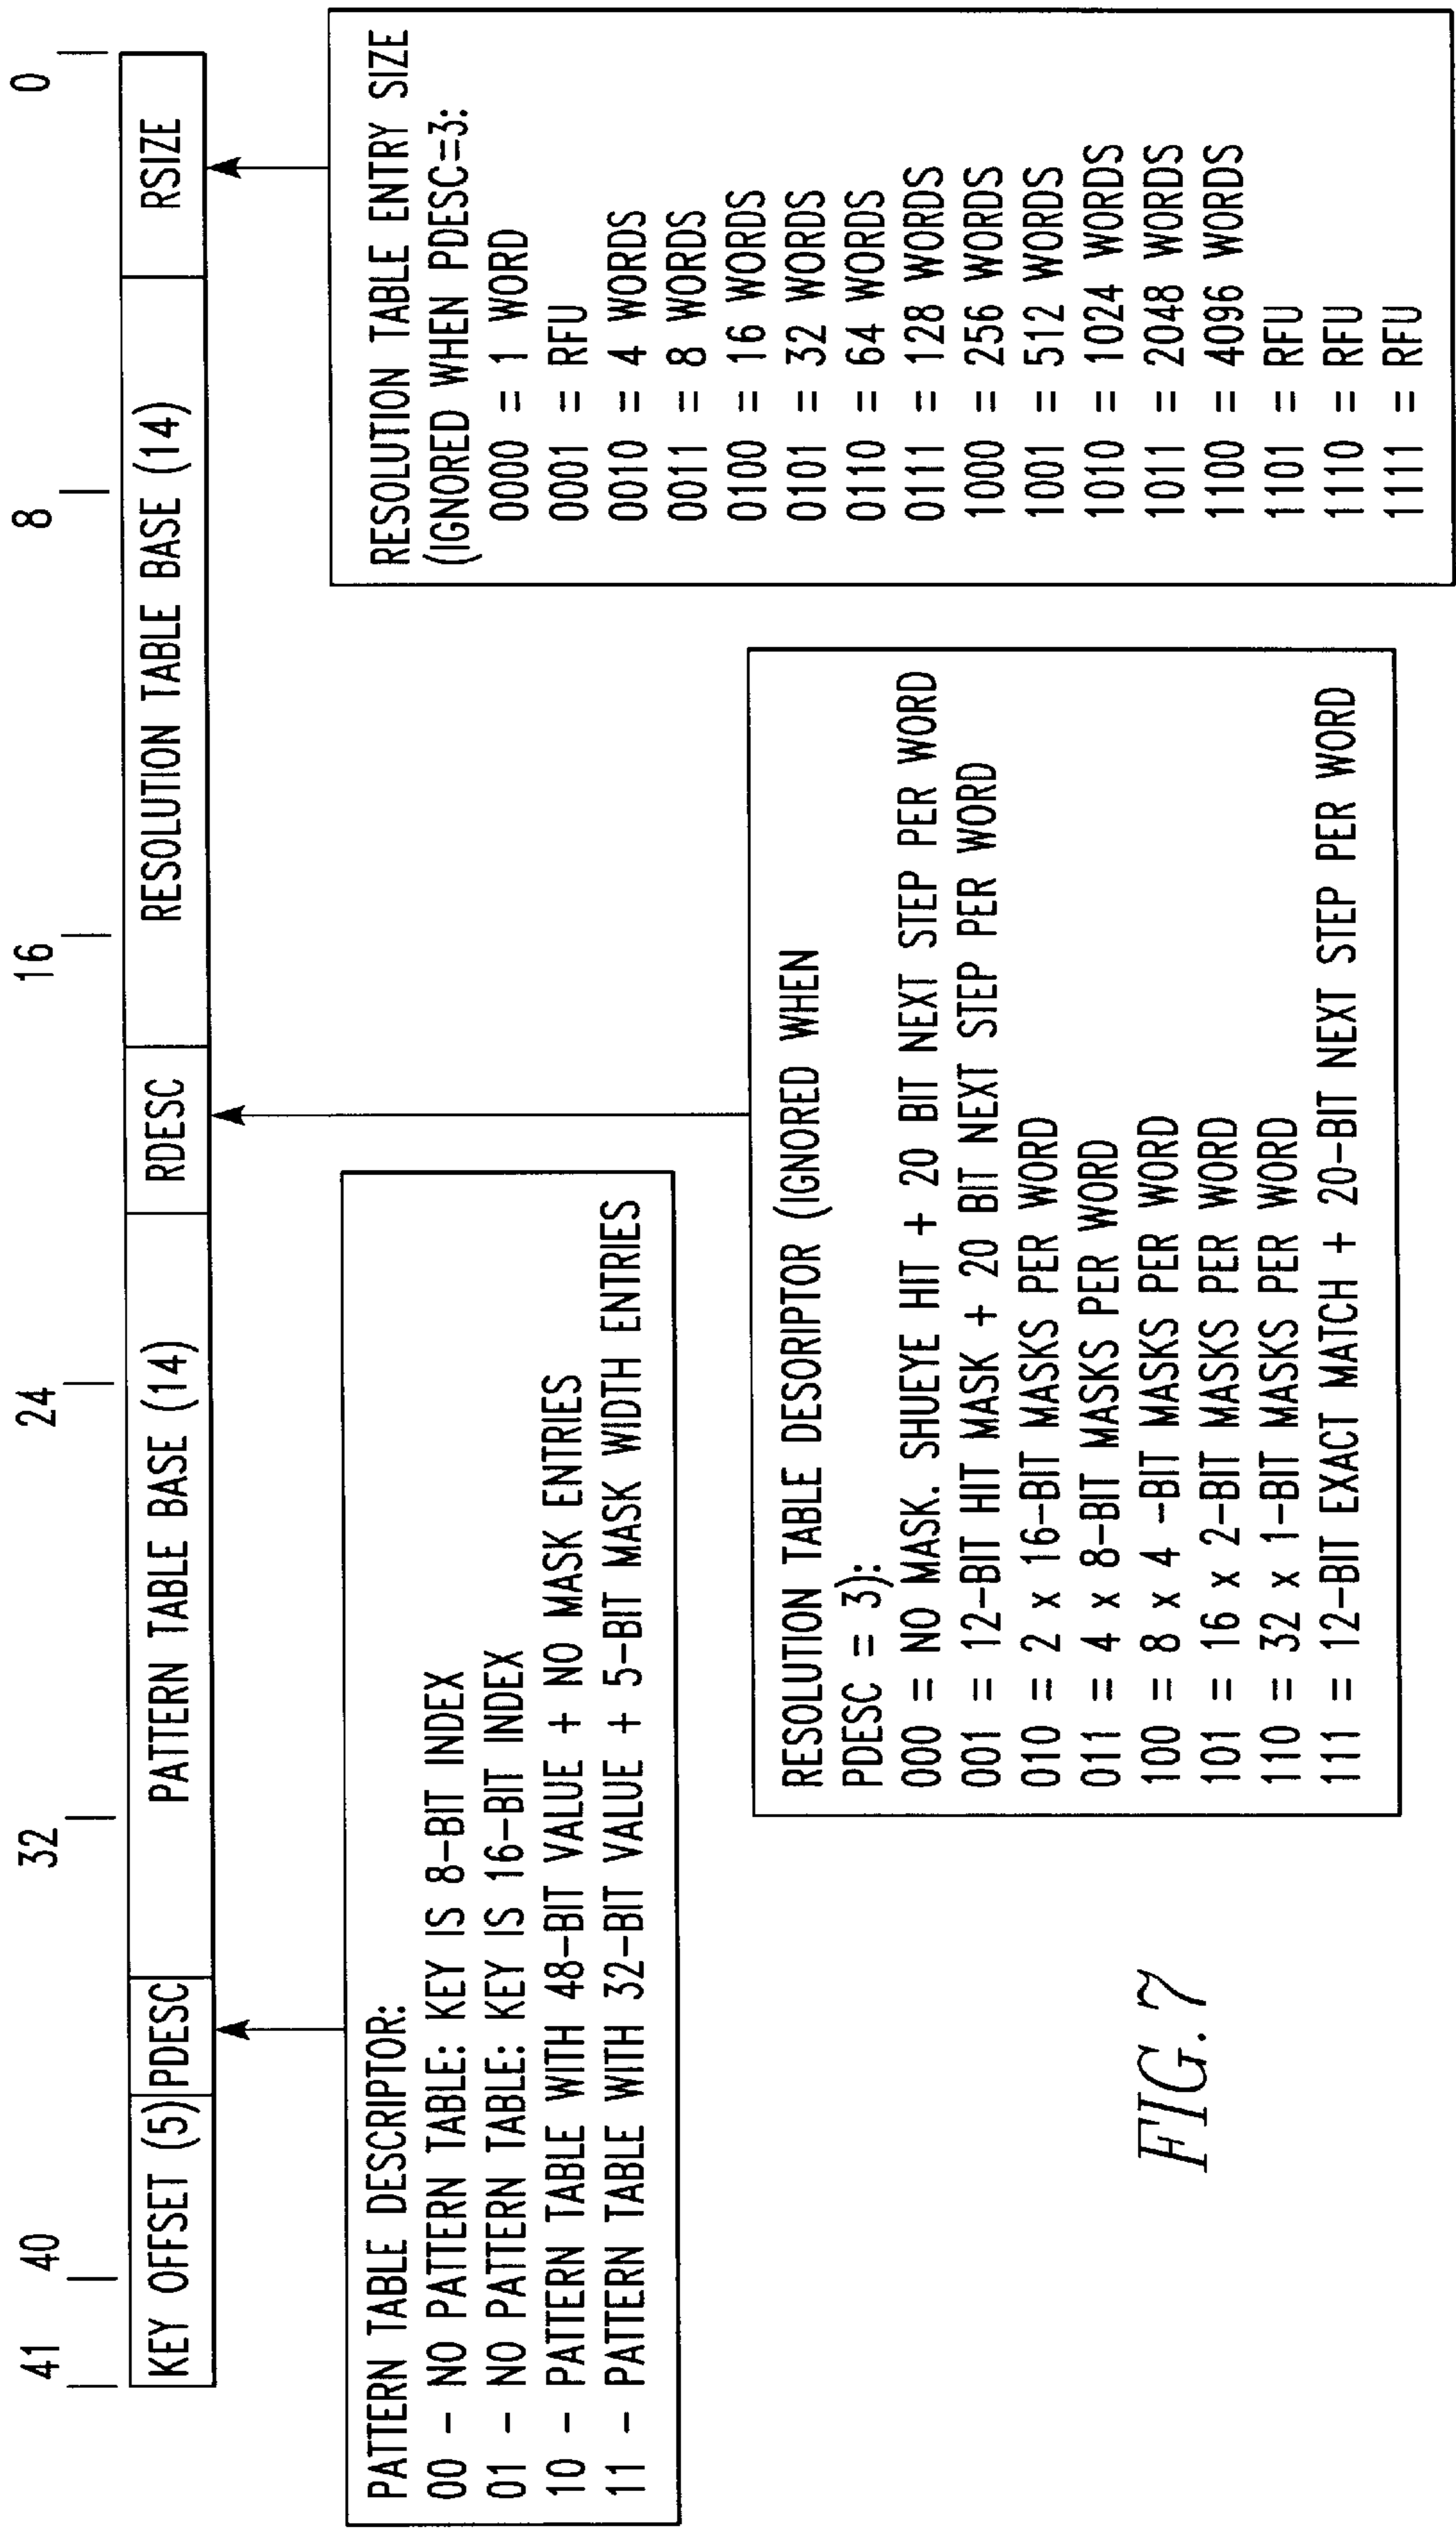 41 40 32 24 16 8 0
KEY OFFSET (5) PDESC PATTERN TABLE BASE (14) RDESC RESOLUTION TABLE BASE (14) RSIZE
PATTERN TABLE DESCRIPTOR:
00 - NO PATTERN TABLE: KEY IS 8-BIT INDEX
01 - NO PATTERN TABLE: KEY IS 16-BIT INDEX
10 - PATTERN TABLE WITH 48-BIT VALUE + NO MASK ENTRIES
11 - PATTERN TABLE WITH 32-BIT VALUE + 5-BIT MASK WIDTH ENTRIES
RESOLUTION TABLE DESORIPTOR (IGNORED WHEN
PDESC = 3):
000 = NO MASK. SHUEYE HIT + 20 BIT NEXT STEP PER WORD
001 = 12-BIT HIT MASK + 20 BIT NEXT STEP PER WORD
010 = 2 x 16-BIT MASKS PER WORD
011 = 4 x 8-BIT MASKS PER WORD
100 = 8 x 4 -BIT MASKS PER WORD
101 = 16 x 2-BIT MASKS PER WORD
110 = 32 x 1-BIT MASKS PER WORD
111 = 12-BIT EXACT MATCH + 20-BIT NEXT STEP PER WORD
RESOLUTION TABLE ENTRY SIZE
(IGNORED WHEN PDESC=3:
0000 = 1 WORD
0001 = RFU
0010 = 4 WORDS
0011 = 8 WORDS
0100 = 16 WORDS
0101 = 32 WORDS
0110 = 64 WORDS
0111 = 128 WORDS
1000 = 256 WORDS
1001 = 512 WORDS
1010 = 1024 WORDS
1011 = 2048 WORDS
1100 = 4096 WORDS
1101 = RFU
1110 = RFU
1111 = RFU
FIG. 7